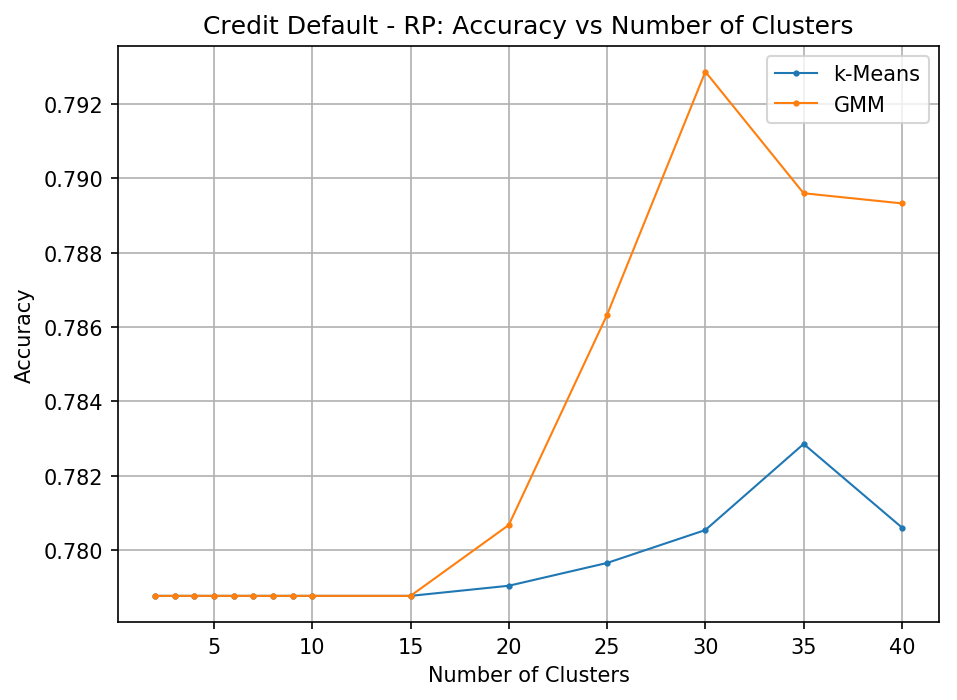 Credit Default - RP: Accuracy vs Number of Clusters
k-Means
GMM
Accuracy
0.792
0.790
0.788
0.786
0.784
0.782
0.780
5 10 15 20 25 30 35 40
Number of Clusters